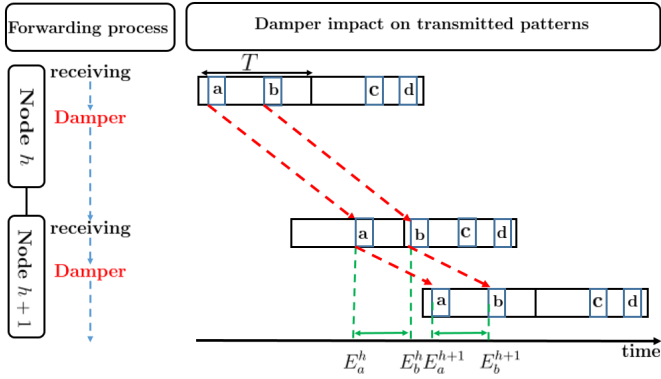 Forwarding process
Damper impact on transmitted patterns
Node h
receiving
Damper
T
a b c d
Node h + 1
receiving
Damper
a b c d
a b c d
time
E_a^h E_b^h E_a^{h+1} E_b^{h+1}